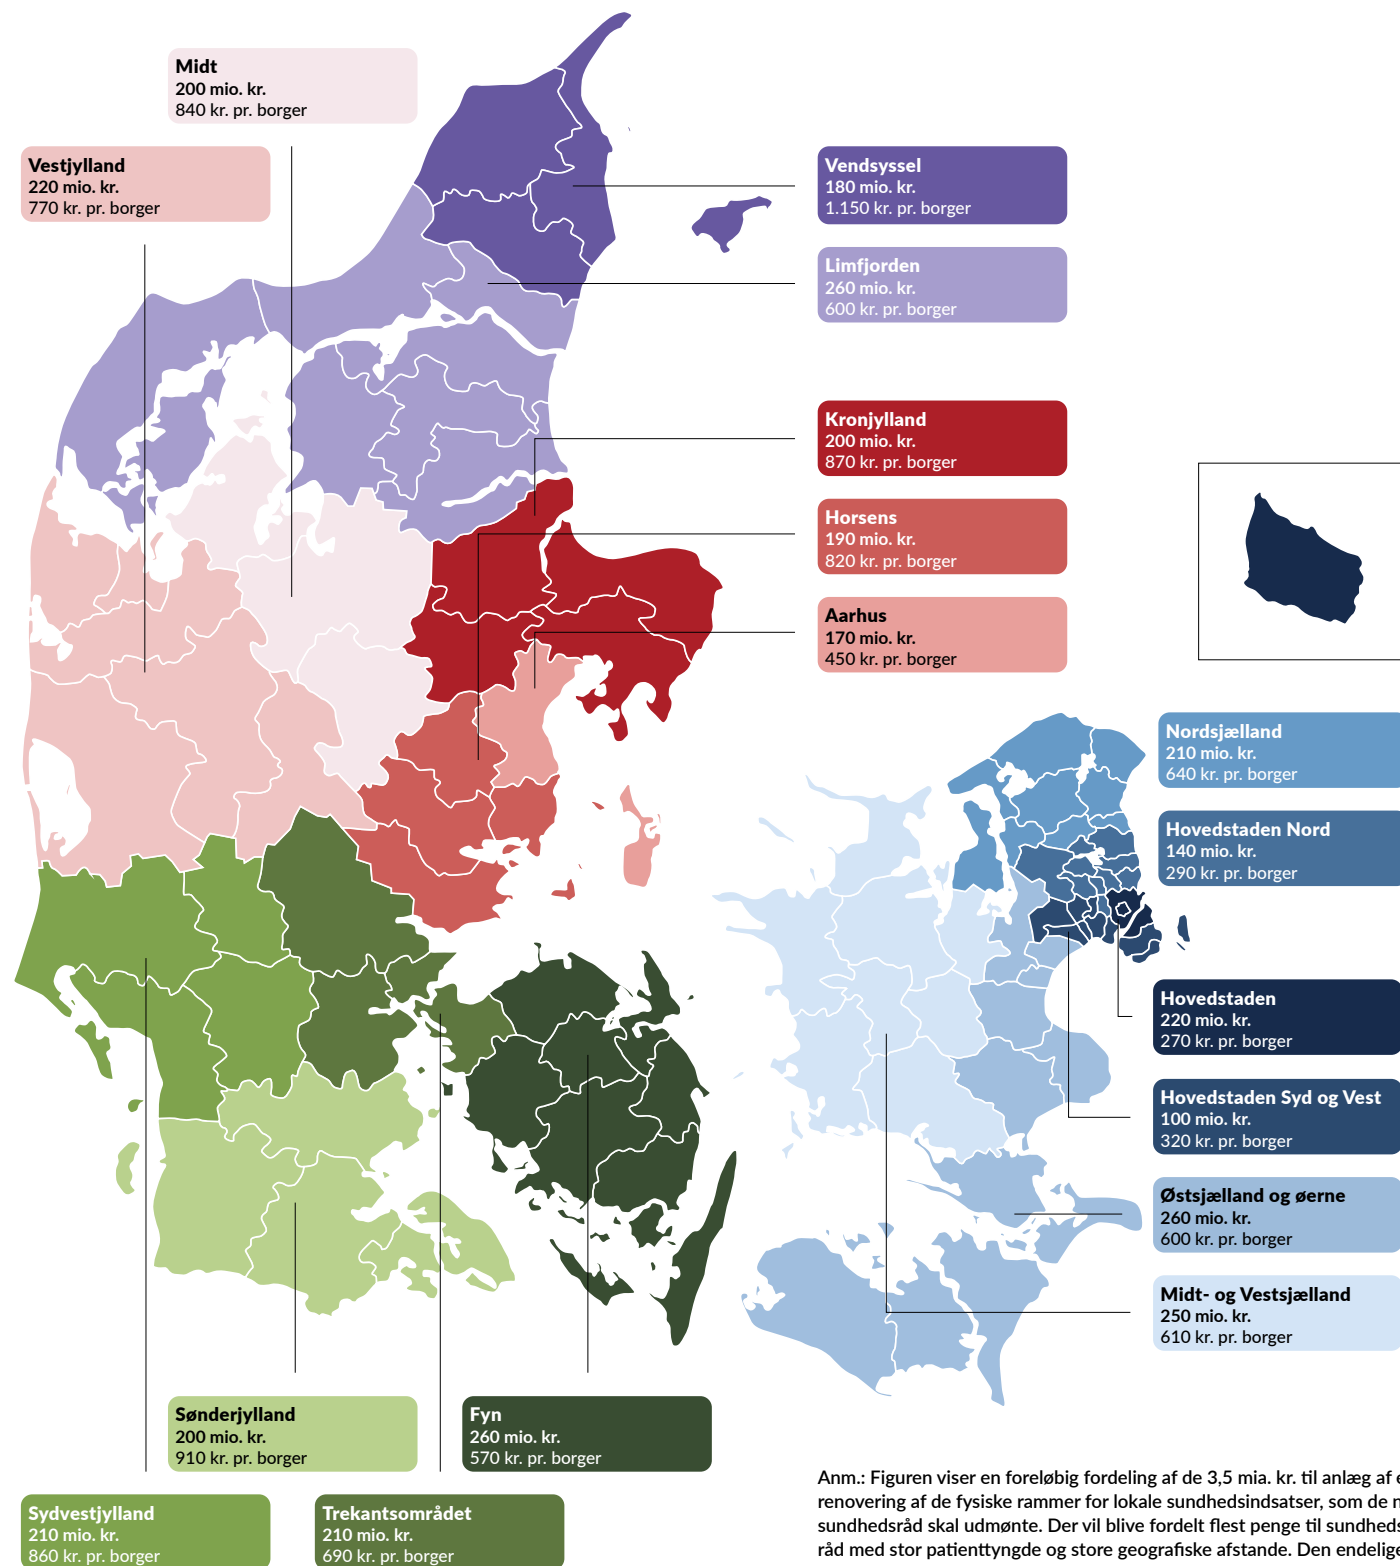 Midt
200 mio. kr.
840 kr. pr. borger
Vestjylland
220 mio. kr.
770 kr. pr. borger
Vendsyssel
180 mio. kr.
1.150 kr. pr. borger
Limfjorden
260 mio. kr.
600 kr. pr. borger
Kronjylland
200 mio. kr.
870 kr. pr. borger
Horsens
190 mio. kr.
820 kr. pr. borger
Aarhus
170 mio. kr.
450 kr. pr. borger
Nordsjælland
210 mio. kr.
640 kr. pr. borger
Hovedstaden Nord
140 mio. kr.
290 kr. pr. borger
Hovedstaden
220 mio. kr.
270 kr. pr. borger
Hovedstaden Syd og Vest
100 mio. kr.
320 kr. pr. borger
Østsjælland og øerne
260 mio. kr.
600 kr. pr. borger
Midt- og Vestsjælland
250 mio. kr.
610 kr. pr. borger
Sønderjylland
200 mio. kr.
910 kr. pr. borger
Fyn
260 mio. kr.
570 kr. pr. borger
Sydvestjylland
210 mio. kr.
860 kr. pr. borger
Trekantsområdet
210 mio. kr.
690 kr. pr. borger
Anm.: Figuren viser en foreløbig fordeling af de 3,5 mia. kr. til anlæg af
renovering af de fysiske rammer for lokale sundhedsindsatser, som de
sundhedsråd skal udmønte. Der vil blive fordelt flest penge til sundheds
råd med stor patienttyngde og store geografiske afstande. Den endelige